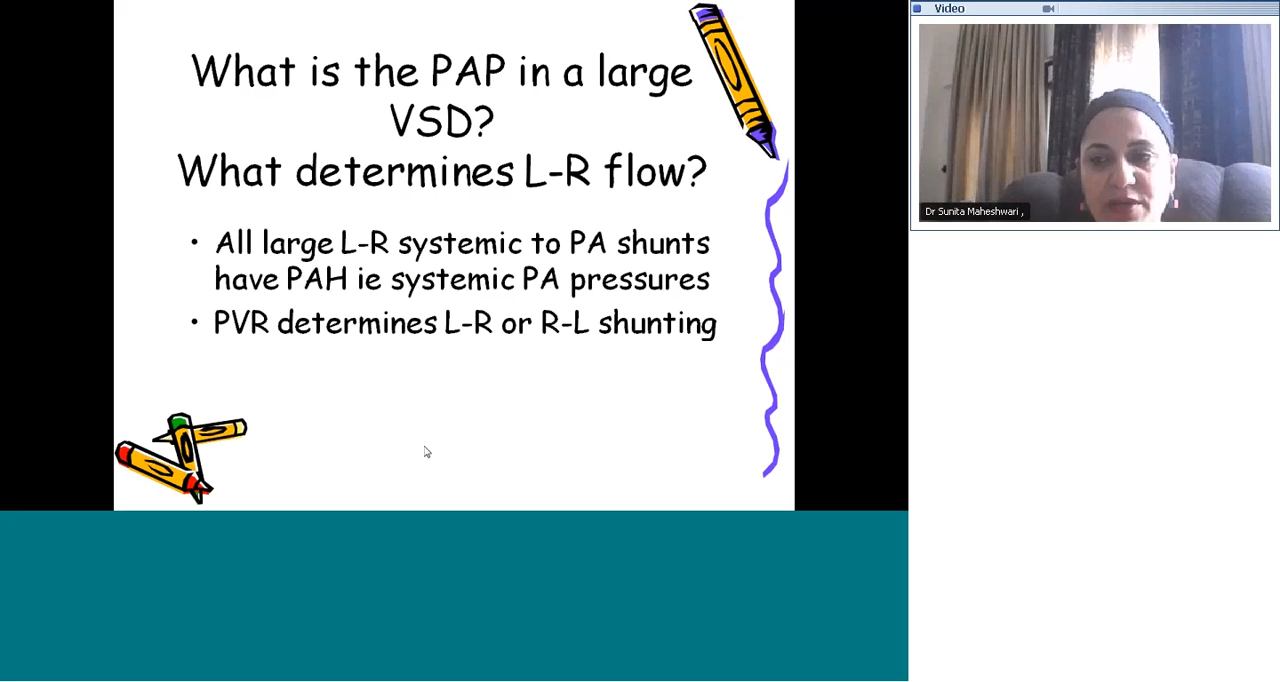 What is the PAP in a large
VSD?
What determines L-R flow?
• All large L-R systemic to PA shunts
have PAH ie systemic PA pressures
• PVR determines L-R or R-L shunting
Video
Dr Sunita Maheshwari ,